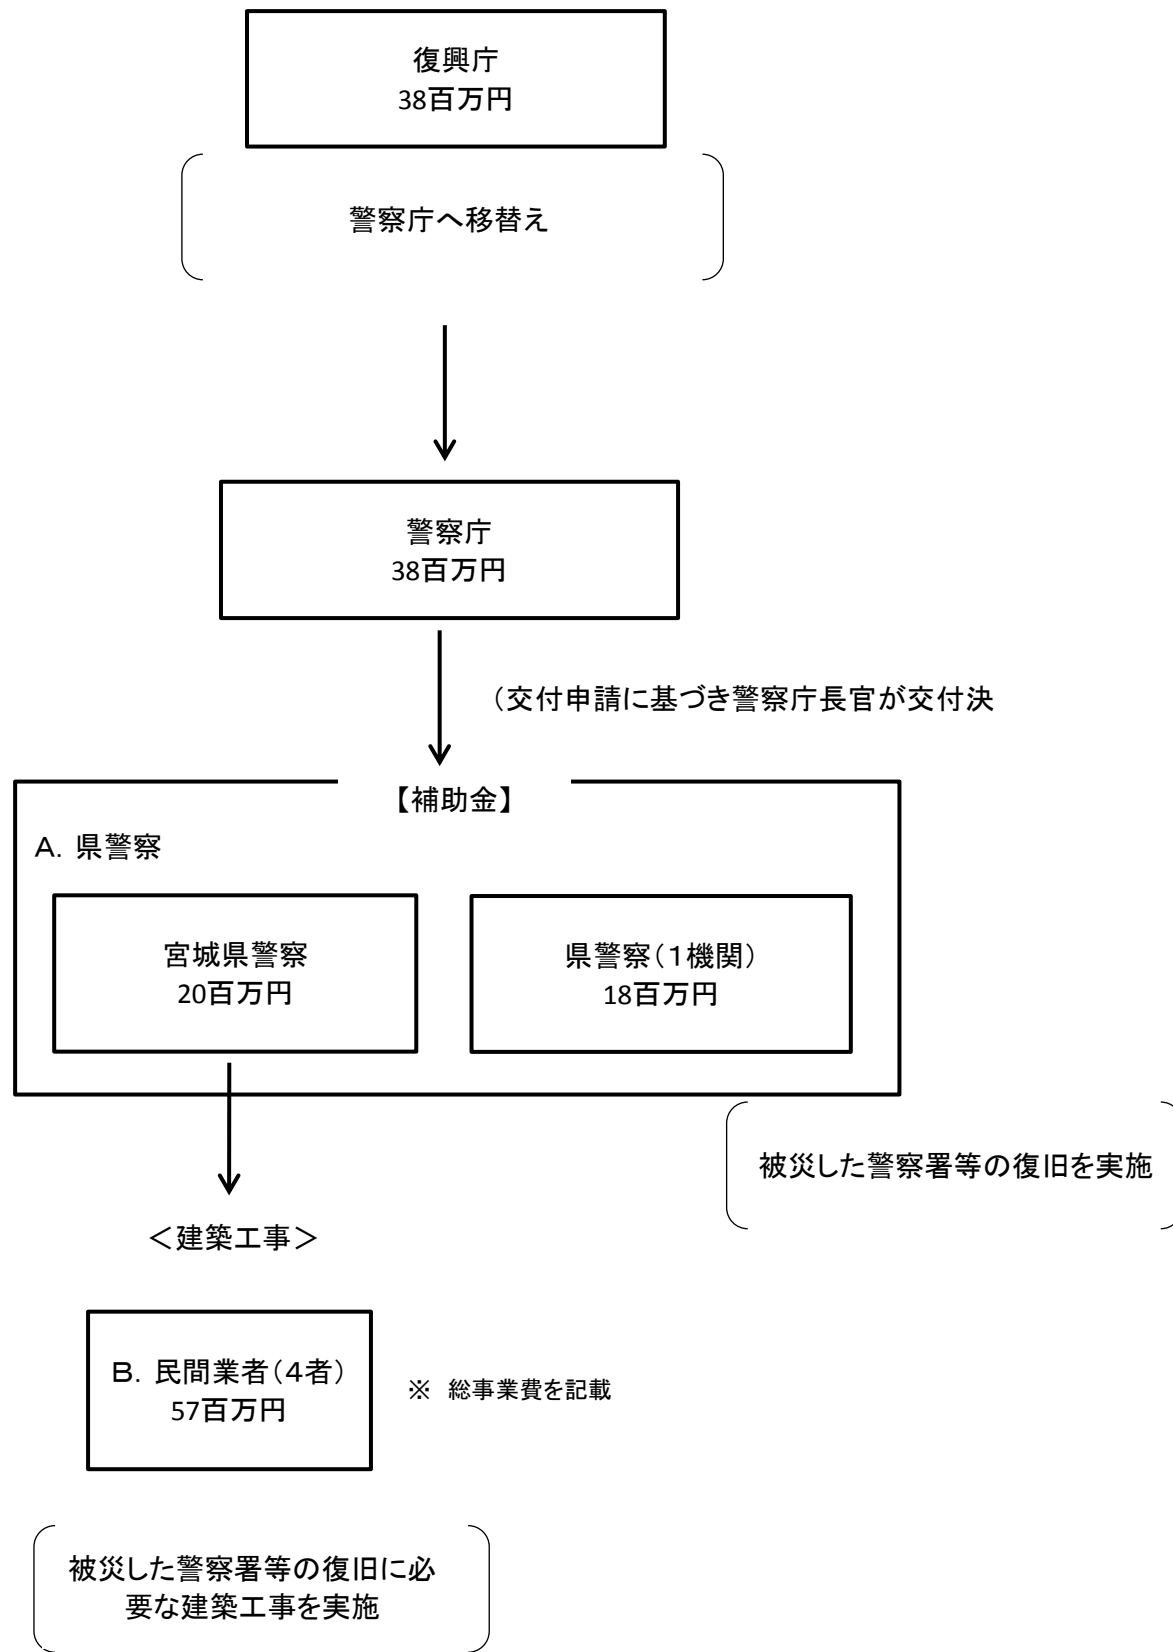 復興庁
38百万円
警察庁へ移替え
警察庁
38百万円
(交付申請に基づき警察庁長官が交付決
【補助金】
A. 県警察
宮城県警察
20百万円
県警察(1機関)
18百万円
被災した警察署等の復旧を実施
＜建築工事＞
B. 民間業者(4者)
57百万円
※ 総事業費を記載
被災した警察署等の復旧に必
要な建築工事を実施